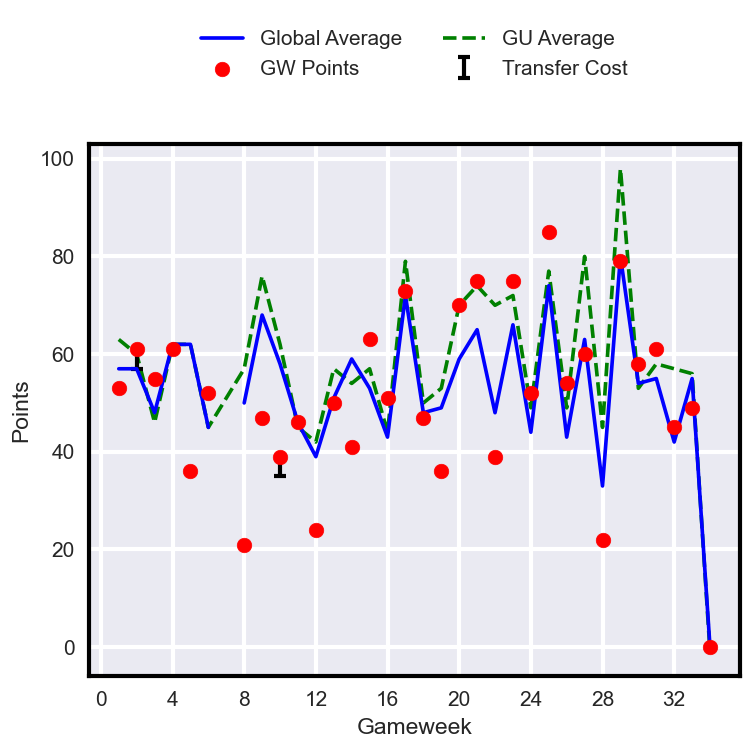 Global Average
GU Average
GW Points
Transfer Cost
100
80
60
40
20
0
Points
0 4 8 12 16 20 24 28 32
Gameweek